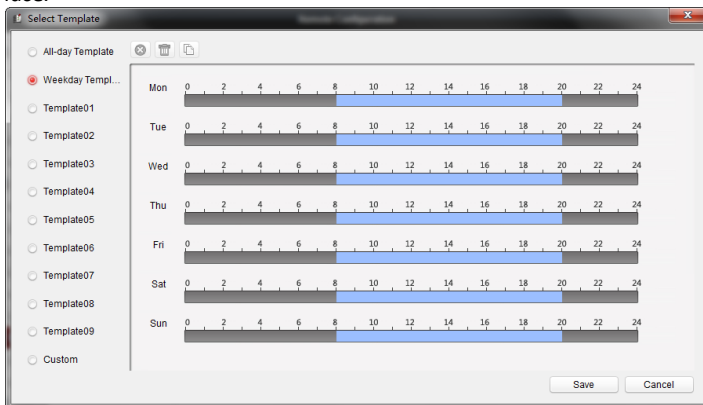 Select Template
All-day Template
Weekday Templ...
Template01
Template02
Template03
Template04
Template05
Template06
Template07
Template08
Template09
Custom
Mon 0 2 4 6 8 10 12 14 16 18 20 22 24
Tue 0 2 4 6 8 10 12 14 16 18 20 22 24
Wed 0 2 4 6 8 10 12 14 16 18 20 22 24
Thu 0 2 4 6 8 10 12 14 16 18 20 22 24
Fri 0 2 4 6 8 10 12 14 16 18 20 22 24
Sat 0 2 4 6 8 10 12 14 16 18 20 22 24
Sun 0 2 4 6 8 10 12 14 16 18 20 22 24
Save Cancel